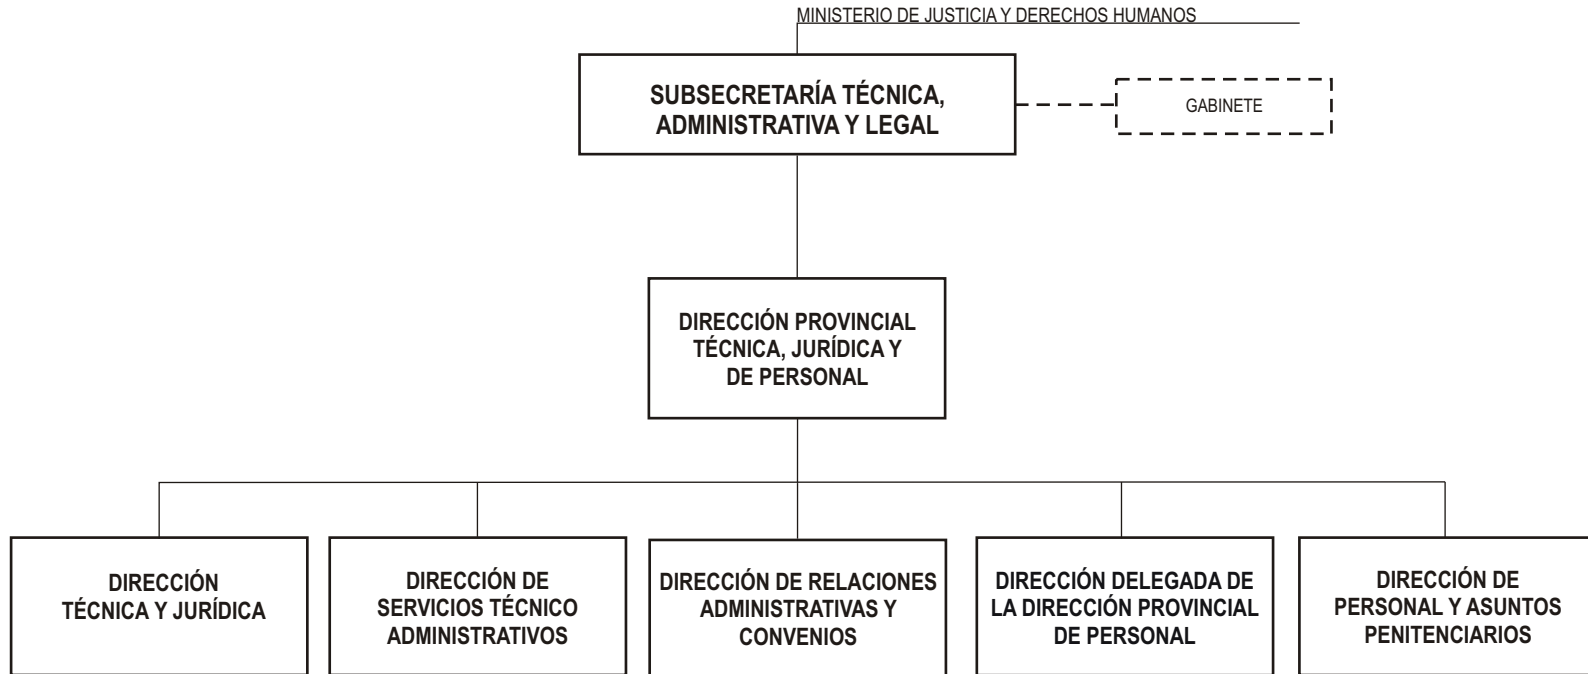 MINISTERIO DE JUSTICIA Y DERECHOS HUMANOS
SUBSECRETARÍA TÉCNICA,
ADMINISTRATIVA Y LEGAL
GABINETE
DIRECCIÓN PROVINCIAL
TÉCNICA, JURÍDICA Y
DE PERSONAL
DIRECCIÓN
TÉCNICA Y JURÍDICA
DIRECCIÓN DE
SERVICIOS TÉCNICO
ADMINISTRATIVOS
DIRECCIÓN DE RELACIONES
ADMINISTRATIVAS Y
CONVENIOS
DIRECCIÓN DELEGADA DE
LA DIRECCIÓN PROVINCIAL
DE PERSONAL
DIRECCIÓN DE
PERSONAL Y ASUNTOS
PENITENCIARIOS